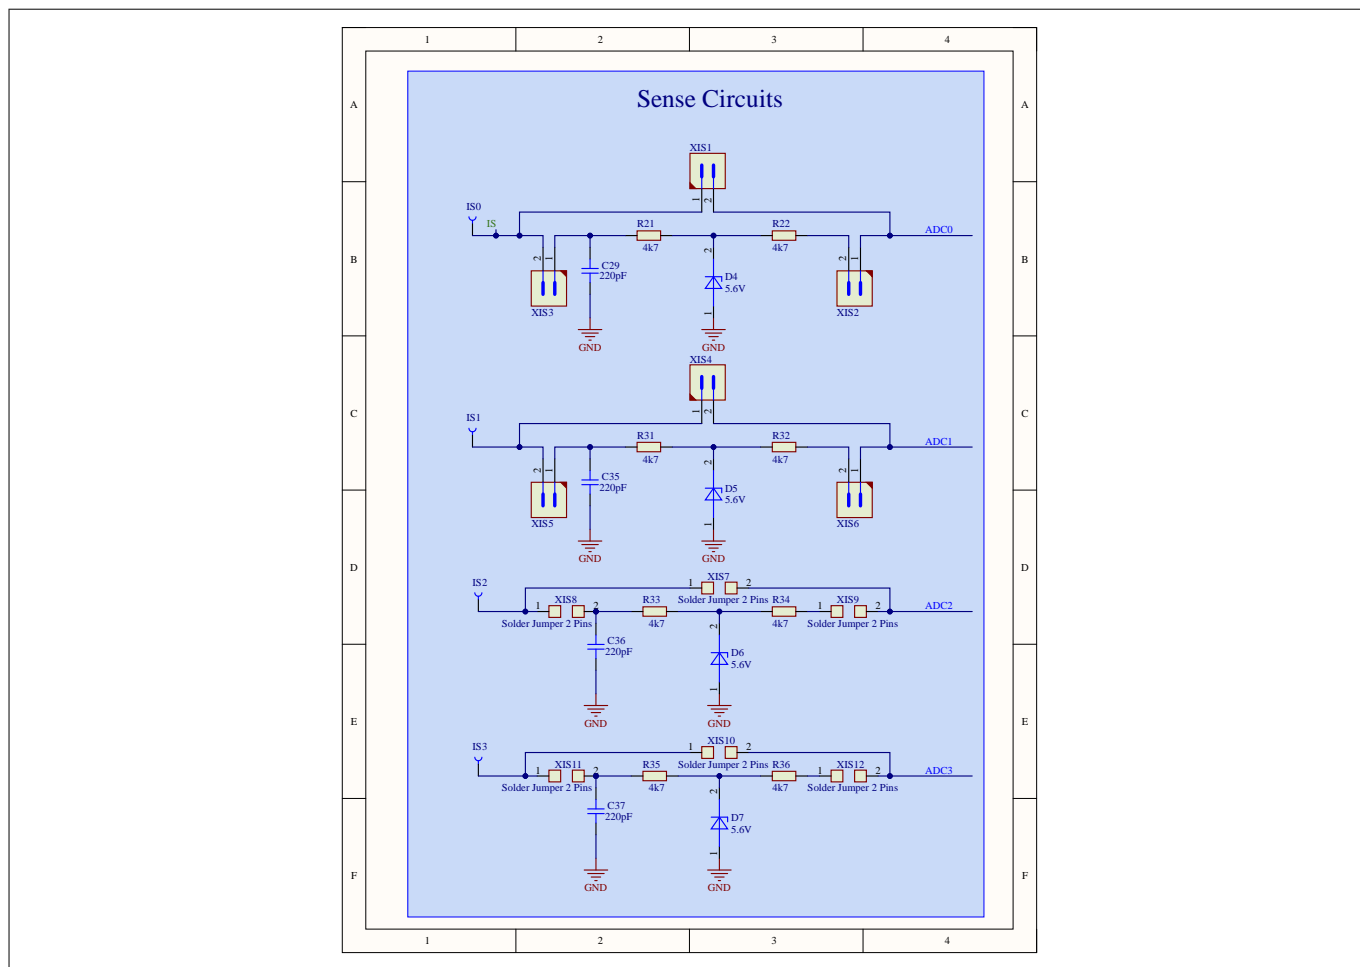 1 2 3 4
A A
Sense Circuits
XIS1
1 2
IS0
IS
R21 R22 ADC0
4k7 4k7
B B
2 1 C29 2 2 1
220pF D4
5.6V
XIS3 1 XIS2
GND GND
XIS4
1 2
C C
IS1
R31 R32 ADC1
4k7 4k7
2 1 C35 2 2 1
220pF D5
5.6V
XIS5 1 XIS6
GND GND
D D
XIS7
IS2 1 2
Solder Jumper 2 Pins
1 XIS8 2 R33 R34 1 XIS9 2 ADC2
Solder Jumper 2 Pins 4k7 4k7 Solder Jumper 2 Pins
C36 2
220pF D6
5.6V
1
GND GND
E E
XIS10
IS3 1 2
Solder Jumper 2 Pins
1 XIS11 2 R35 R36 1 XIS12 2 ADC3
Solder Jumper 2 Pins 4k7 4k7 Solder Jumper 2 Pins
C37 2
220pF D7
5.6V
1
F F
GND GND
1 2 3 4